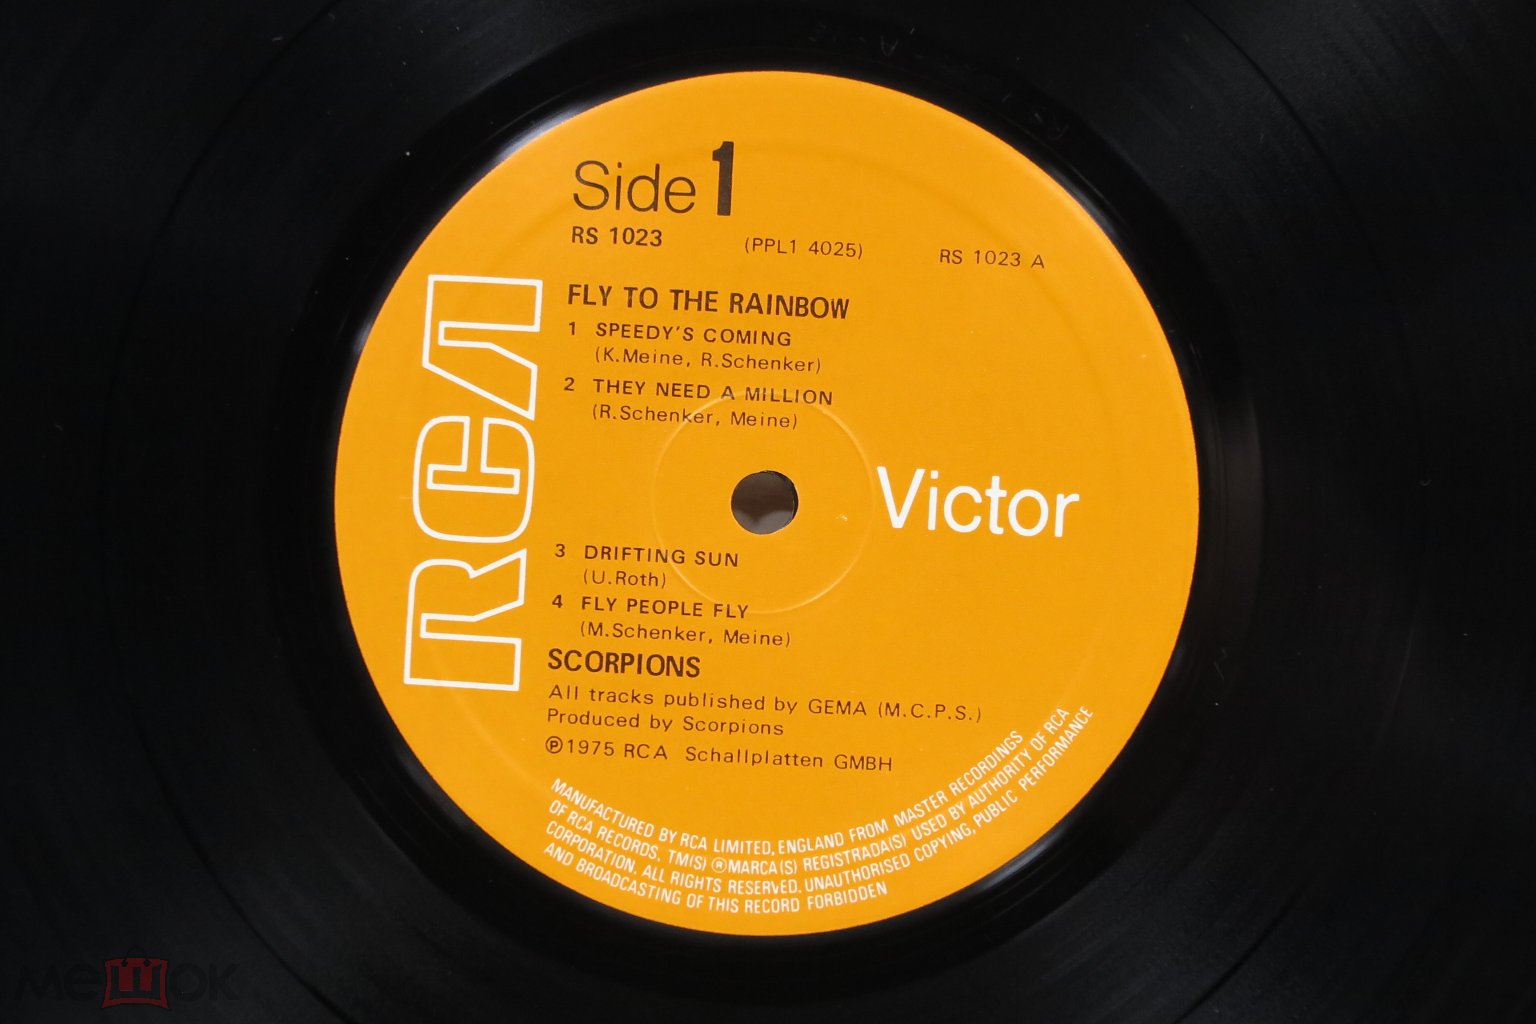 Side 1
RS 1023 (PPL1 4025) RS 1023 A
FLY TO THE RAINBOW
1 SPEEDY'S COMING
(K.Meine, R.Schenker)
2 THEY NEED A MILLION
(R.Schenker, Meine)
RCA
Victor
3 DRIFTING SUN
(U.Roth)
4 FLY PEOPLE FLY
(M.Schenker, Meine)
SCORPIONS
All tracks published by GEMA (M.C.P.S.)
Produced by Scorpions
℗1975 RCA Schallplatten GMBH
MANUFACTURED BY RCA LIMITED, ENGLAND FROM MASTER RECORDINGS
OF RCA RECORDS, TM(S) ®MARCA(S) REGISTRADA(S) USED BY AUTHORITY OF RCA
CORPORATION. ALL RIGHTS RESERVED. UNAUTHORISED COPYING, PUBLIC PERFORMANCE
AND BROADCASTING OF THIS RECORD FORBIDDEN
мешок